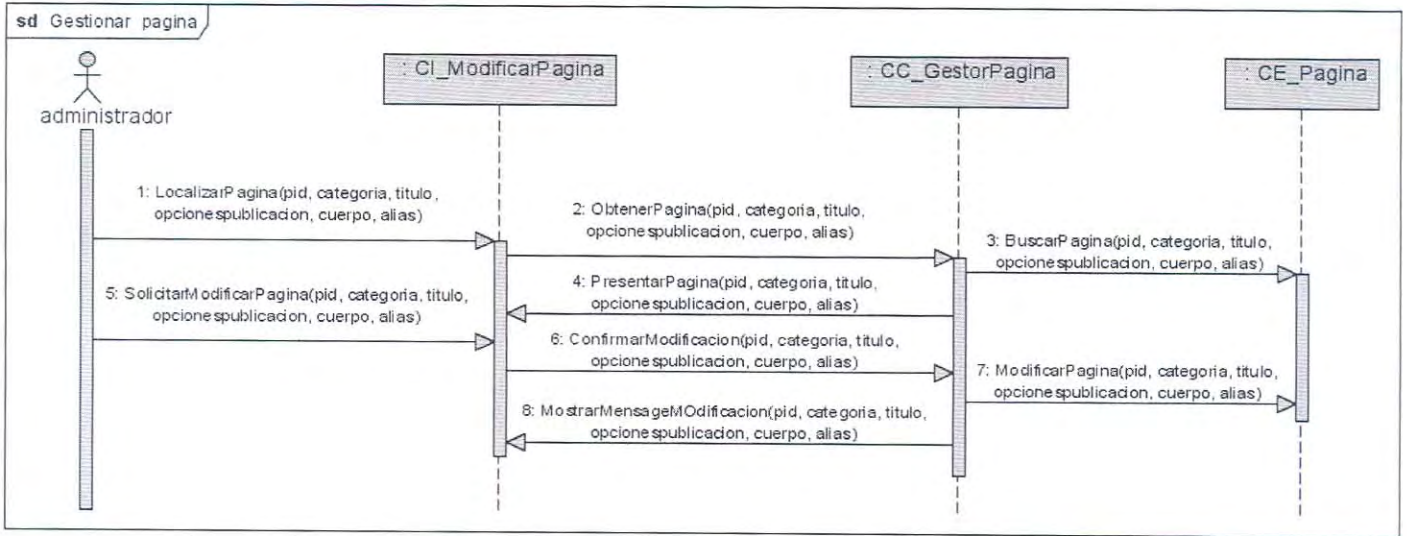 sd Gestionar pagina
administrador
: CI_ModificarPagina
: CC_GestorPagina
: CE_Pagina
1: LocalizarPagina(pid, categoria, titulo,
opcionespublicacion, cuerpo, alias)
2: ObtenerPagina(pid, categoria, titulo,
opcionespublicacion, cuerpo, alias)
3: BuscarPagina(pid, categoria, titulo,
opcionespublicacion, cuerpo, alias)
4: PresentarPagina(pid, categoria, titulo,
opcionespublicacion, cuerpo, alias)
5: SolicitarModificarPagina(pid, categoria, titulo,
opcionespublicacion, cuerpo, alias)
6: ConfirmarModificacion(pid, categoria, titulo,
opcionespublicacion, cuerpo, alias)
7: ModificarPagina(pid, categoria, titulo,
opcionespublicacion, cuerpo, alias)
8: MostrarMensageMOdificacion(pid, categoria, titulo,
opcionespublicacion, cuerpo, alias)